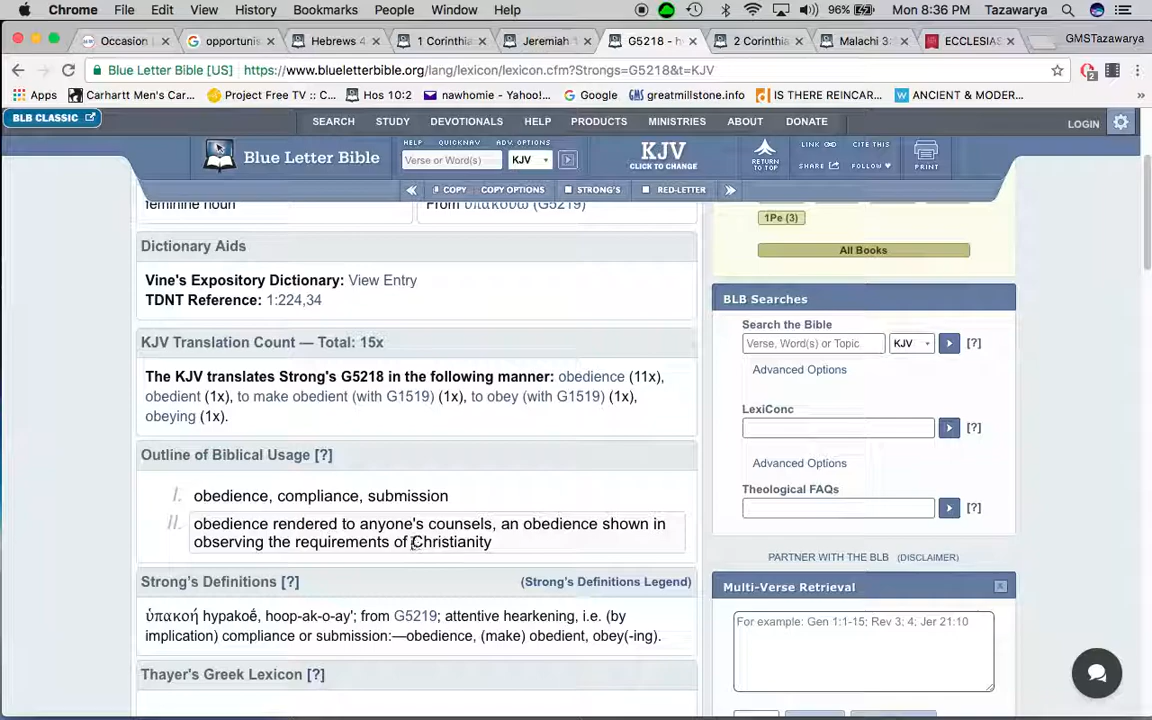 Chrome File Edit View History Bookmarks People Window Help 96% Mon 8:36 PM Tazawarya
Occasion G opportunis Hebrews 4 1 Corinthia Jeremiah 1 G5218 - h 2 Corinthia Malachi 3: ECCLESIAS GMSTazawarya
Blue Letter Bible [US] https://www.blueletterbible.org/lang/lexicon/lexicon.cfm?Strongs=G5218&t=KJV 2
Apps Carhartt Men's Car... Project Free TV :: C... Hos 10:2 nawhomie - Yahoo!... Google greatmillstone.info IS THERE REINCAR... W ANCIENT & MODER... »
BLB CLASSIC SEARCH STUDY DEVOTIONALS HELP PRODUCTS MINISTRIES ABOUT DONATE LOGIN
HELP QUICKNAV ADV. OPTIONS
Blue Letter Bible Verse or Word(s) KJV KJV CLICK TO CHANGE RETURN TO TOP LINK CITE THIS SHARE FOLLOW PRINT
COPY COPY OPTIONS STRONG'S RED-LETTER
feminine noun From ὑπακούω (G5219)
Dictionary Aids
Vine's Expository Dictionary: View Entry
TDNT Reference: 1:224,34
KJV Translation Count — Total: 15x
The KJV translates Strong's G5218 in the following manner: obedience (11x),
obedient (1x), to make obedient (with G1519) (1x), to obey (with G1519) (1x),
obeying (1x).
Outline of Biblical Usage [?]
I. obedience, compliance, submission
II. obedience rendered to anyone's counsels, an obedience shown in
observing the requirements of Christianity
Strong's Definitions [?] (Strong's Definitions Legend)
ὑπακοή hypakoḗ, hoop-ak-o-ay'; from G5219; attentive hearkening, i.e. (by
implication) compliance or submission:—obedience, (make) obedient, obey(-ing).
Thayer's Greek Lexicon [?]
1Pe (3)
All Books
BLB Searches
Search the Bible
Verse, Word(s) or Topic KJV [?]
Advanced Options
LexiConc
[?]
Advanced Options
Theological FAQs
[?]
PARTNER WITH THE BLB (DISCLAIMER)
Multi-Verse Retrieval x
For example: Gen 1:1-15; Rev 3; 4; Jer 21:10